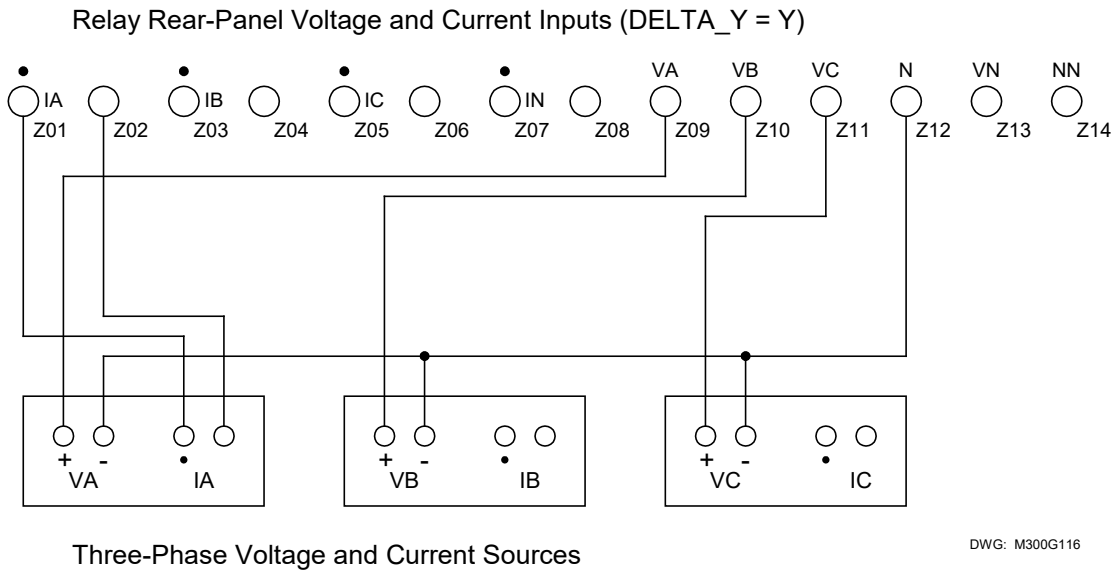 Relay Rear-Panel Voltage and Current Inputs (DELTA_Y = Y)
VA VB VC N VN NN
IA IB IC IN
Z01 Z02 Z03 Z04 Z05 Z06 Z07 Z08 Z09 Z10 Z11 Z12 Z13 Z14
+ - + - + -
VA IA VB IB VC IC
Three-Phase Voltage and Current Sources
DWG: M300G116